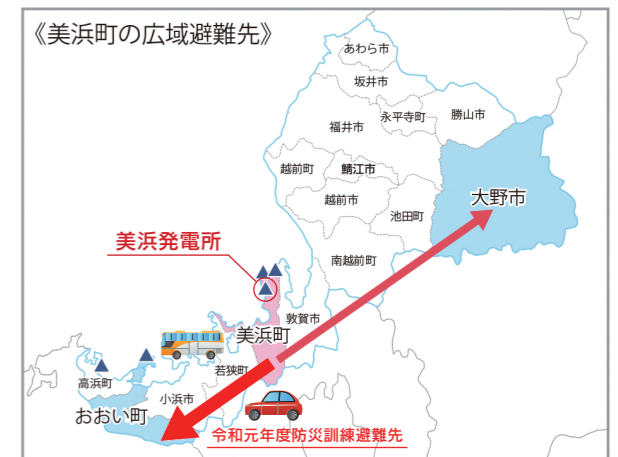 《美浜町の広域避難先》
あわら市
坂井市
福井市
永平寺町
勝山市
越前町
鯖江市
大野市
越前市
池田町
美浜発電所
南越前町
敦賀市
美浜町
若狭町
高浜町
小浜市
おおい町
令和元年度防災訓練避難先